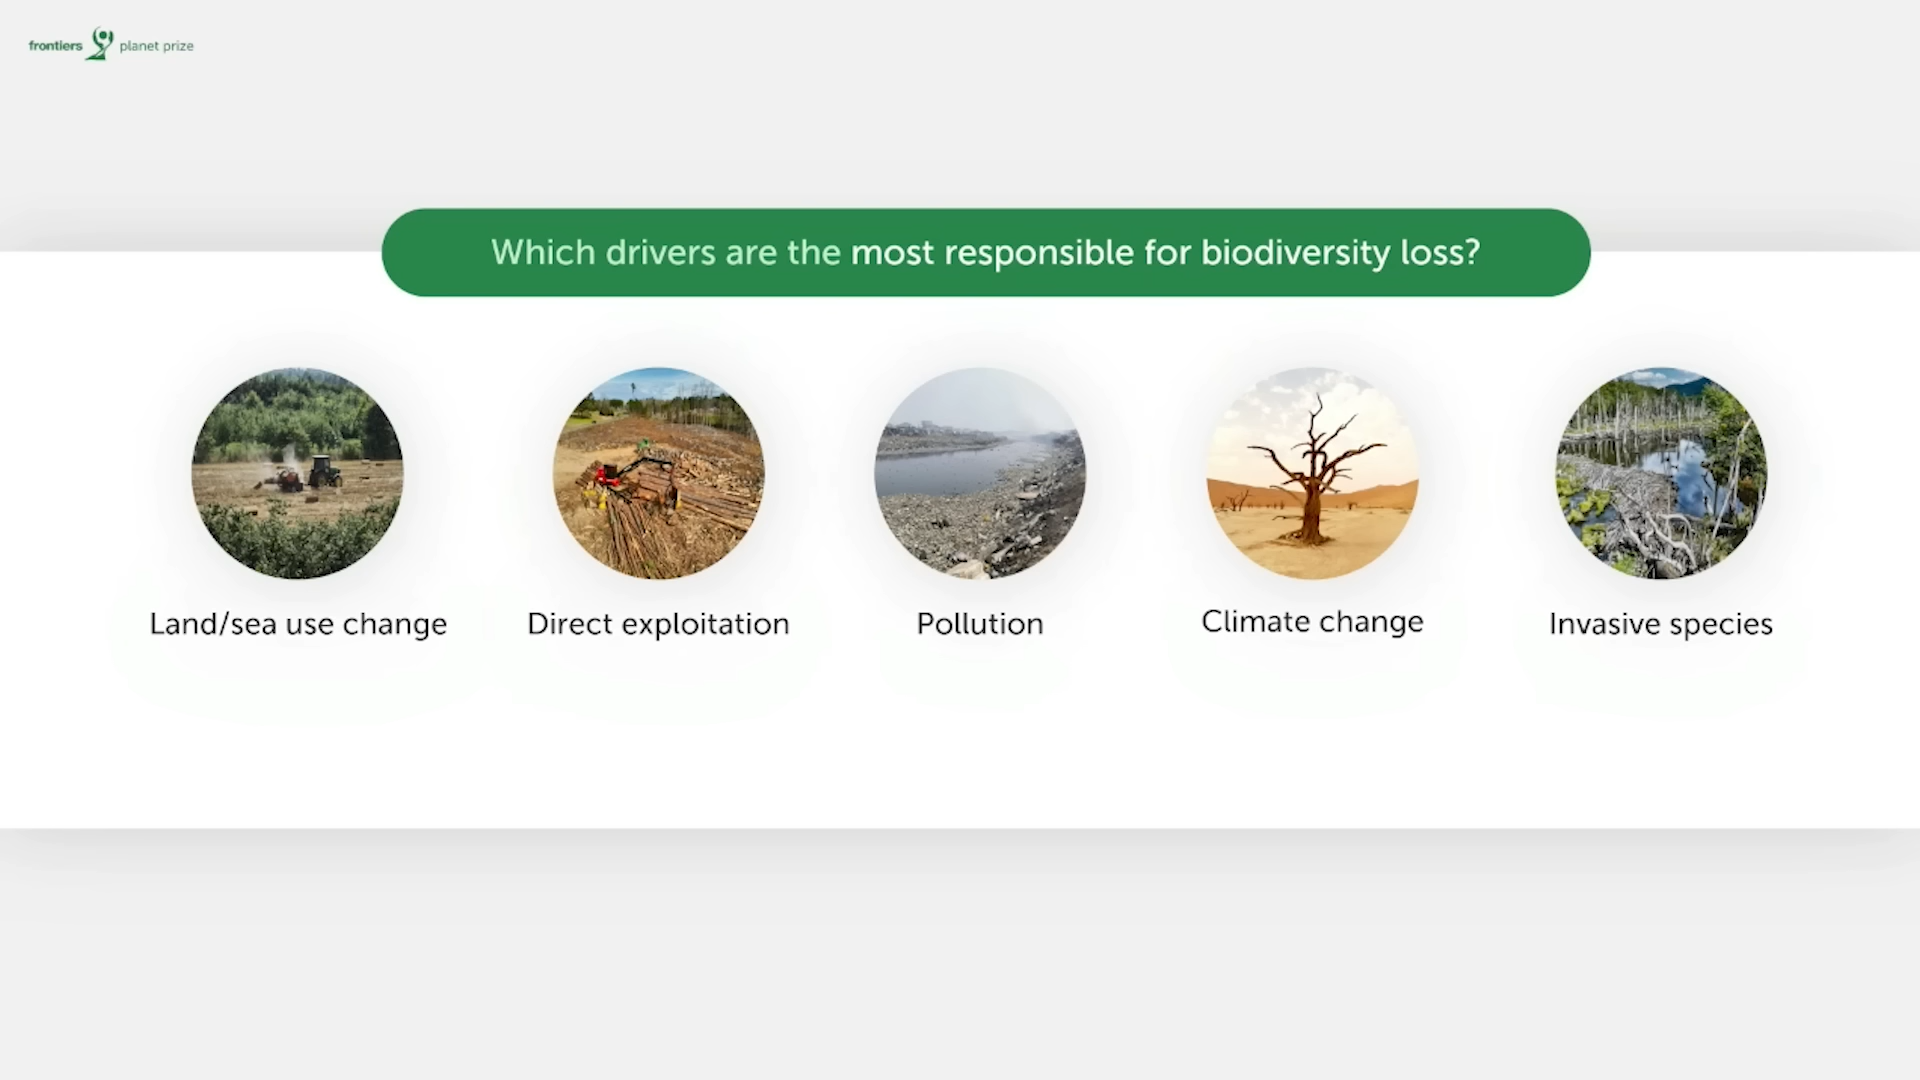 frontiers planet prize
Which drivers are the most responsible for biodiversity loss?
Land/sea use change
Direct exploitation
Pollution
Climate change
Invasive species